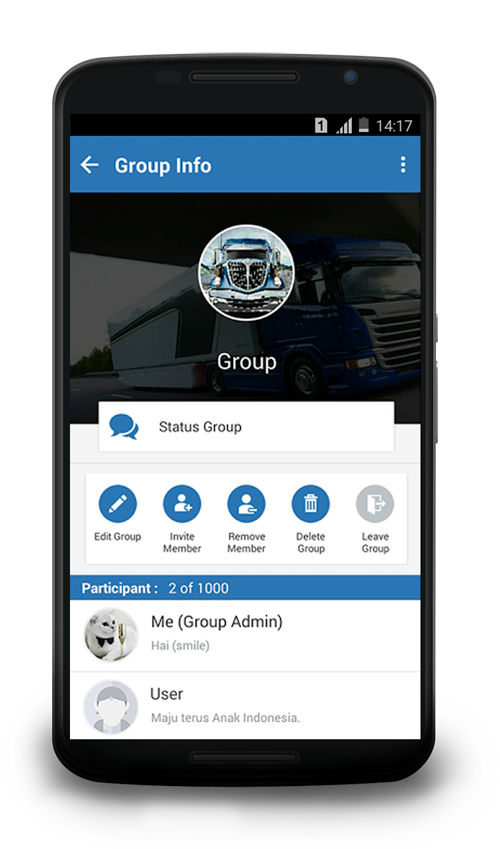 1 14:17
Group Info
Group
Status Group
Edit Group
Invite
Member
Remove
Member
Delete
Group
Leave
Group
Participant : 2 of 1000
Me (Group Admin)
Hai (smile)
User
Maju terus Anak Indonesia.